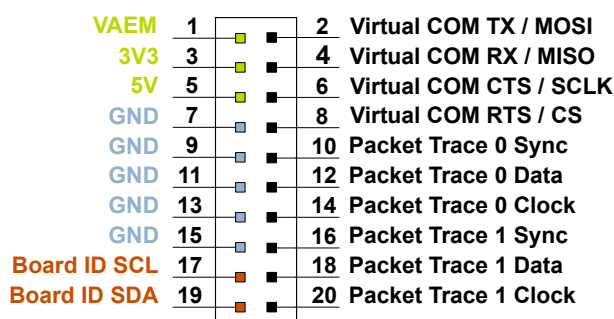 VAEM 1 2 Virtual COM TX / MOSI
3V3 3 4 Virtual COM RX / MISO
5V 5 6 Virtual COM CTS / SCLK
GND 7 8 Virtual COM RTS / CS
GND 9 10 Packet Trace 0 Sync
GND 11 12 Packet Trace 0 Data
GND 13 14 Packet Trace 0 Clock
GND 15 16 Packet Trace 1 Sync
Board ID SCL 17 18 Packet Trace 1 Data
Board ID SDA 19 20 Packet Trace 1 Clock